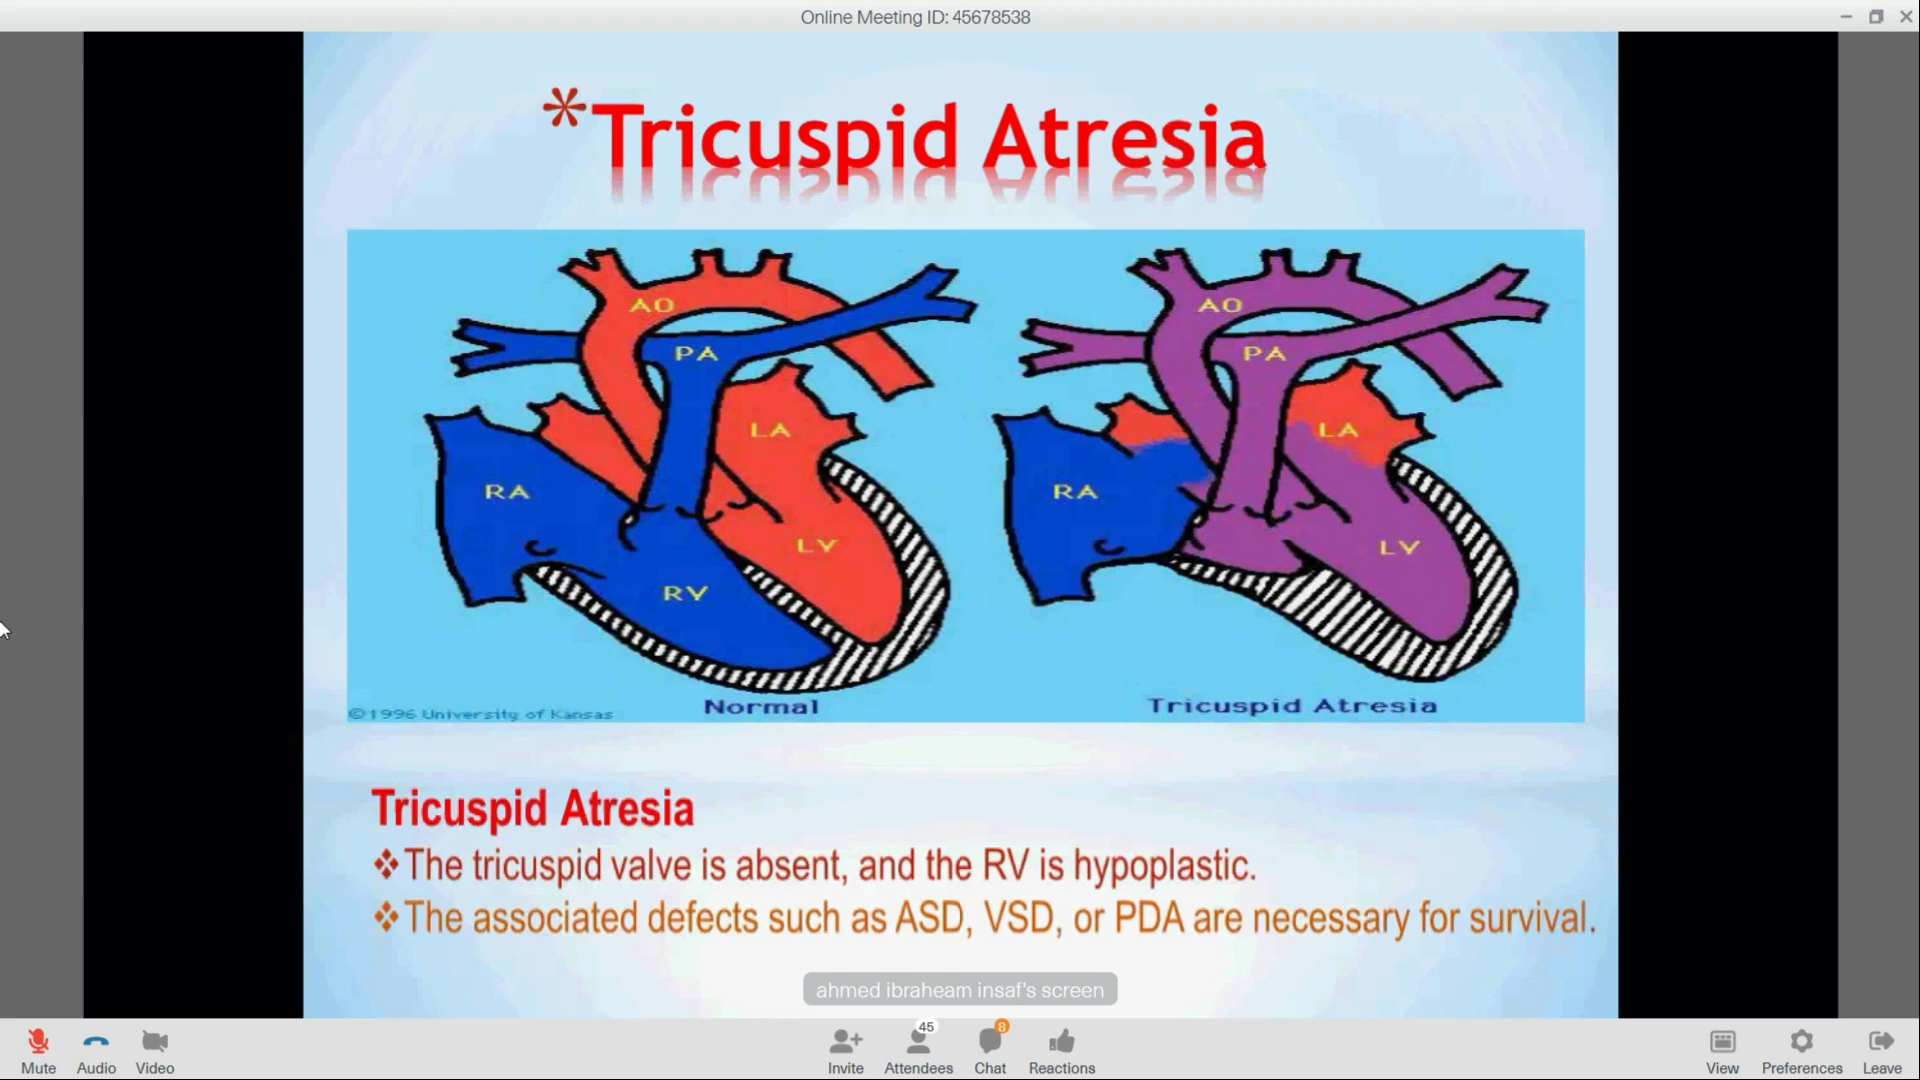 Online Meeting ID: 45678538
*Tricuspid Atresia
AO
AO
PA
PA
LA
LA
RA
RA
LV
LV
RV
Normal
Tricuspid Atresia
©1996 University of Kansas
Tricuspid Atresia
❖The tricuspid valve is absent, and the RV is hypoplastic.
❖The associated defects such as ASD, VSD, or PDA are necessary for survival.
ahmed ibraheam insaf's screen
45
8
Mute Audio Video Invite Attendees Chat Reactions View Preferences Leave